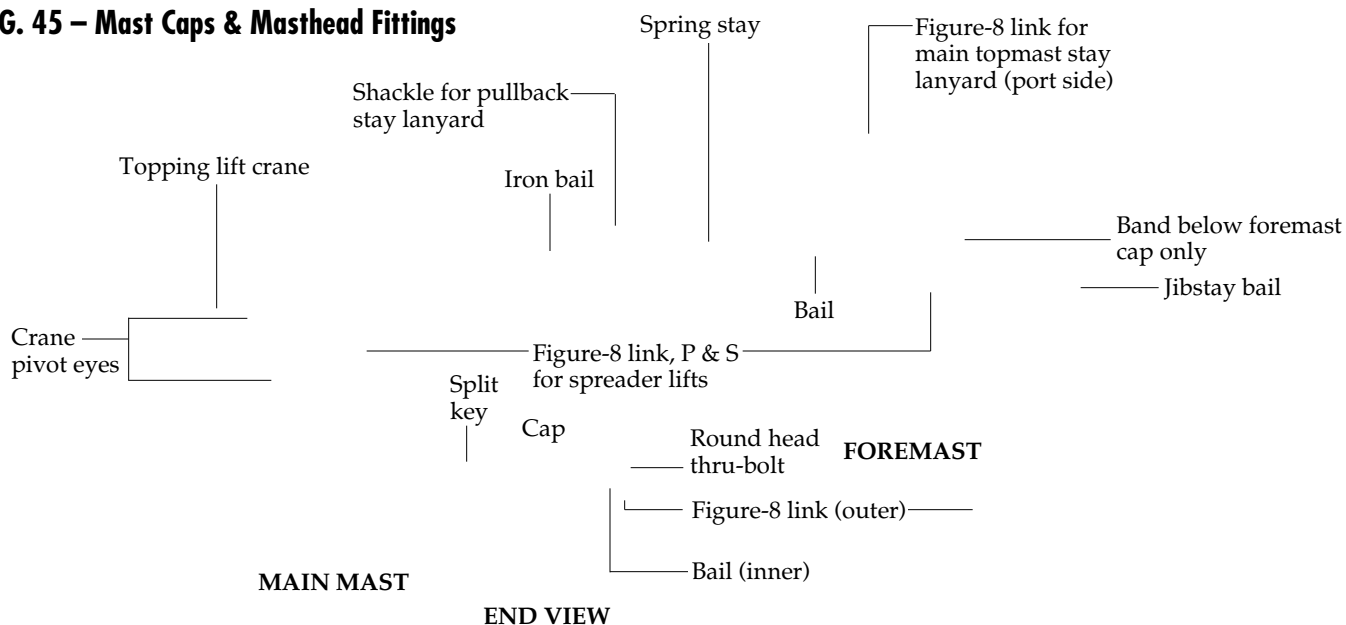 G. 45 – Mast Caps & Masthead Fittings
Spring stay
Figure-8 link for
main topmast stay
lanyard (port side)
Shackle for pullback
stay lanyard
Topping lift crane
Iron bail
Band below foremast
cap only
Jibstay bail
Bail
Crane
pivot eyes
Figure-8 link, P & S
for spreader lifts
Split
key
Cap
Round head
thru-bolt
FOREMAST
Figure-8 link (outer)
Bail (inner)
MAIN MAST
END VIEW